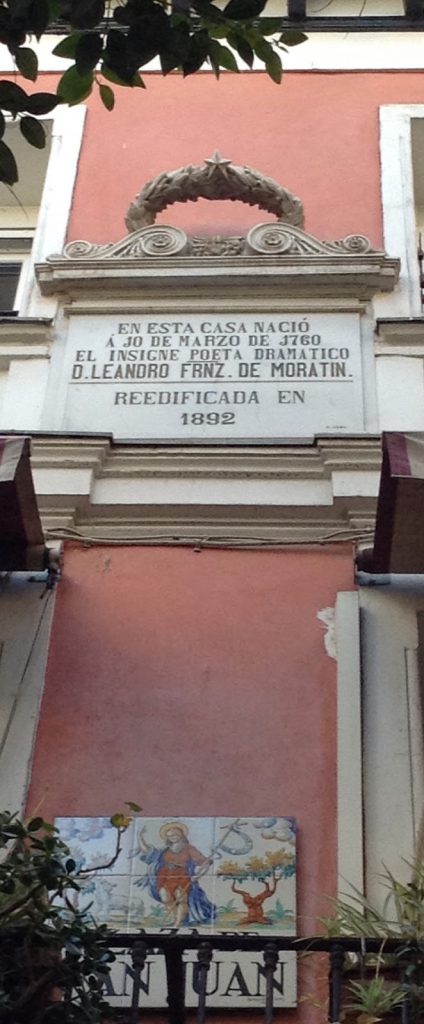 EN ESTA CASA NACIÓ
Á 10 DE MARZO DE 1760
EL INSIGNE POETA DRAMATICO
D. LEANDRO FRNZ. DE MORATIN.
REEDIFICADA EN
1892
SAN JUAN